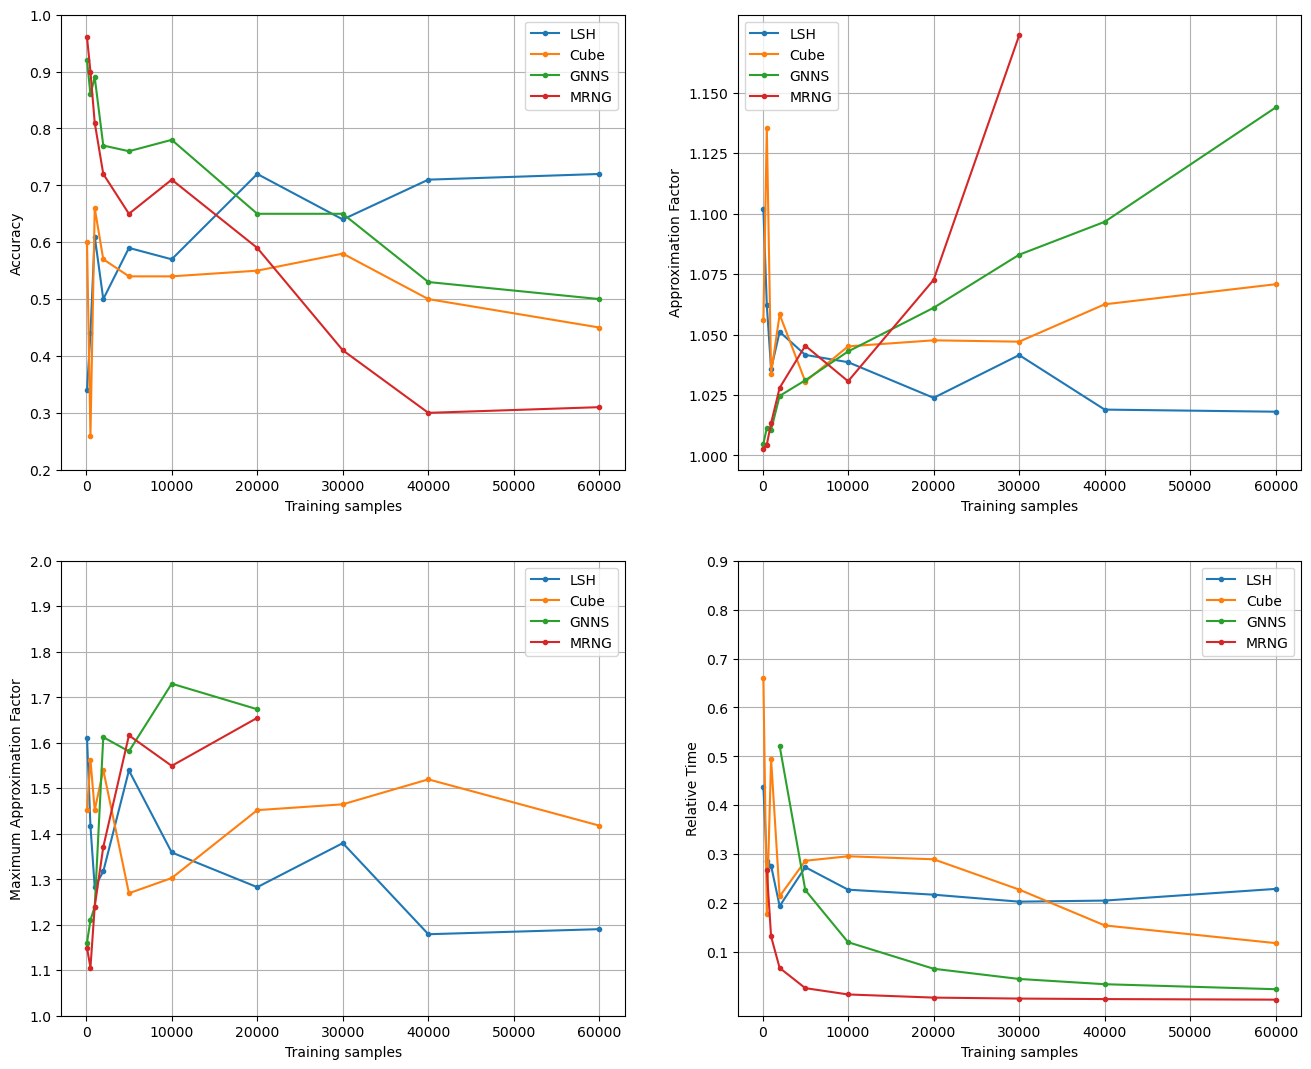 1.0
0.9
0.8
0.7
0.6
0.5
0.4
0.3
0.2
Accuracy
LSH
Cube
GNNS
MRNG
0 10000 20000 30000 40000 50000 60000
Training samples
1.150
1.125
1.100
1.075
1.050
1.025
1.000
Approximation Factor
LSH
Cube
GNNS
MRNG
0 10000 20000 30000 40000 50000 60000
Training samples
2.0
1.9
1.8
1.7
1.6
1.5
1.4
1.3
1.2
1.1
1.0
Maximum Approximation Factor
LSH
Cube
GNNS
MRNG
0 10000 20000 30000 40000 50000 60000
Training samples
0.9
0.8
0.7
0.6
0.5
0.4
0.3
0.2
0.1
Relative Time
LSH
Cube
GNNS
MRNG
0 10000 20000 30000 40000 50000 60000
Training samples